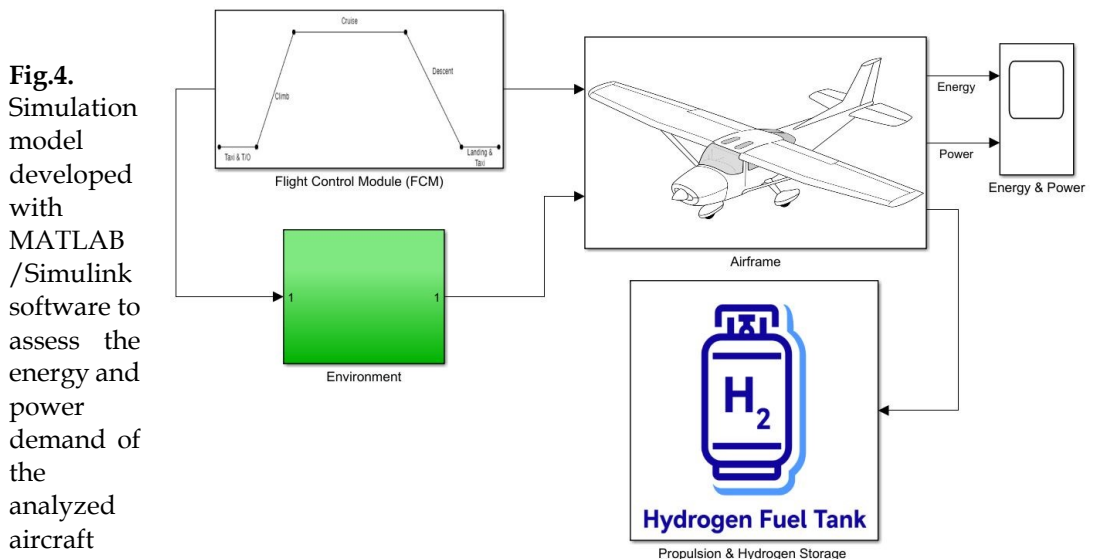 Fig.4.
Simulation
model
developed
with
MATLAB
/Simulink
software to
assess the
energy and
power
demand of
the
analyzed
aircraft
Cruise
Climb
Descent
Taxi & T/O
Landing &
Taxi
Flight Control Module (FCM)
Energy
Power
Energy & Power
Airframe
1 1
Environment
H2
Hydrogen Fuel Tank
Propulsion & Hydrogen Storage